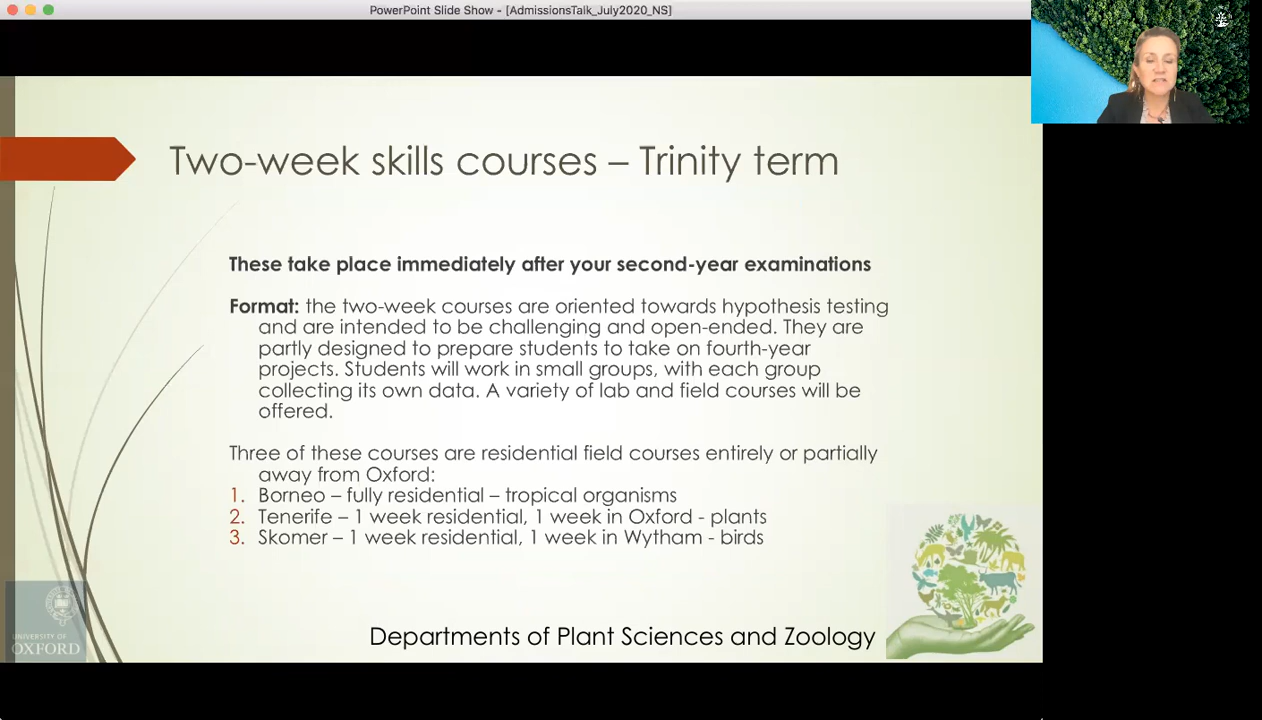 PowerPoint Slide Show - [AdmissionsTalk_July2020_NS]
Two-week skills courses – Trinity term
These take place immediately after your second-year examinations
Format: the two-week courses are oriented towards hypothesis testing
and are intended to be challenging and open-ended. They are
partly designed to prepare students to take on fourth-year
projects. Students will work in small groups, with each group
collecting its own data. A variety of lab and field courses will be
offered.
Three of these courses are residential field courses entirely or partially
away from Oxford:
1. Borneo – fully residential – tropical organisms
2. Tenerife – 1 week residential, 1 week in Oxford - plants
3. Skomer – 1 week residential, 1 week in Wytham - birds
UNIVERSITY OF
OXFORD
Departments of Plant Sciences and Zoology